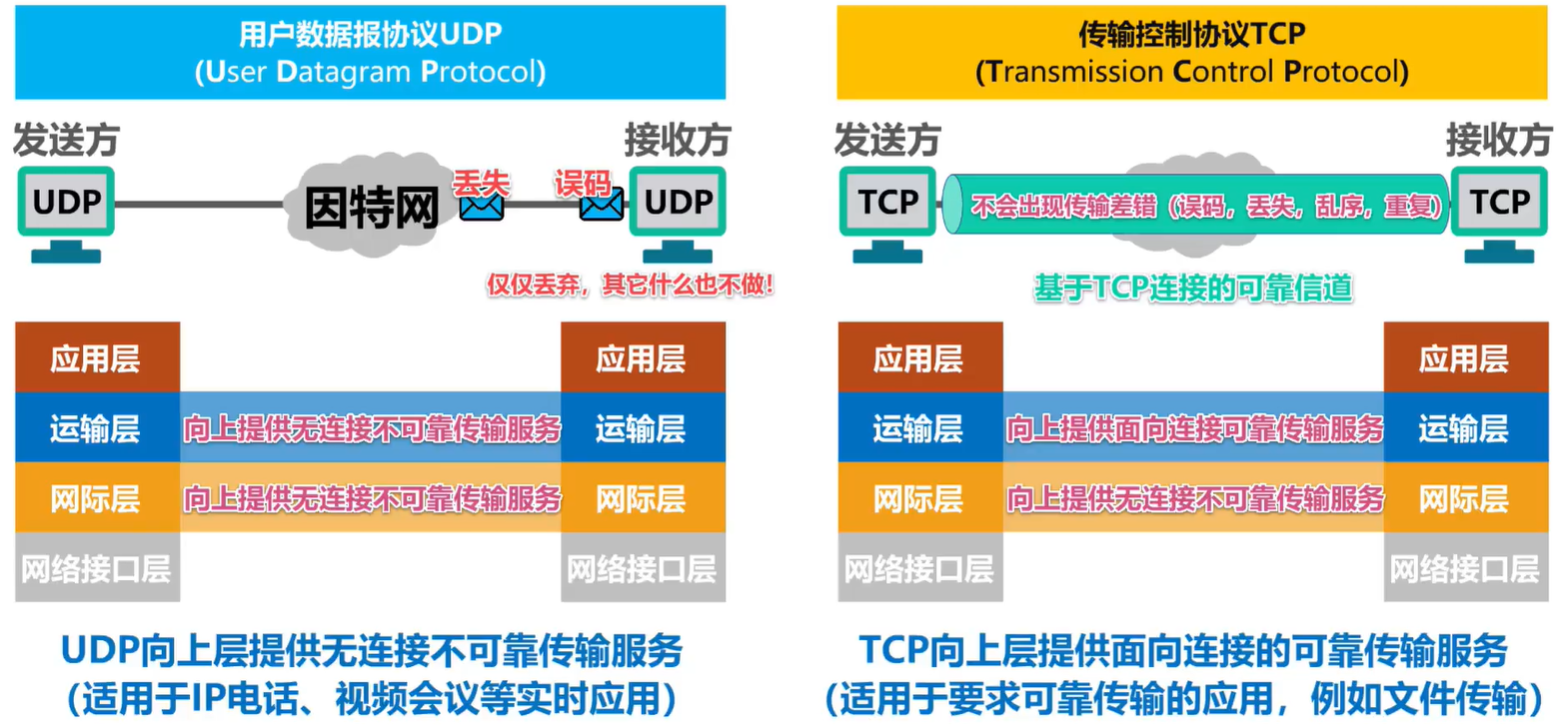 用户数据报协议UDP
(User Datagram Protocol)
发送方
接收方
UDP
因特网
丢失
误码
UDP
仅仅丢弃，其它什么也不做！
应用层
应用层
运输层
向上提供无连接不可靠传输服务
运输层
网际层
向上提供无连接不可靠传输服务
网际层
网络接口层
网络接口层
UDP向上层提供无连接不可靠传输服务
（适用于IP电话、视频会议等实时应用）
传输控制协议TCP
(Transmission Control Protocol)
发送方
接收方
TCP
不会出现传输差错（误码，丢失，乱序，重复）
TCP
基于TCP连接的可靠信道
应用层
应用层
运输层
向上提供面向连接可靠传输服务
运输层
网际层
向上提供无连接不可靠传输服务
网际层
网络接口层
网络接口层
TCP向上层提供面向连接的可靠传输服务
（适用于要求可靠传输的应用，例如文件传输）